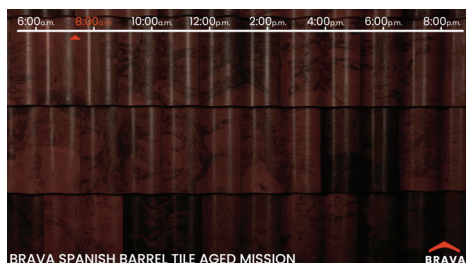 6:00a.m. 8:00a.m. 10:00a.m. 12:00p.m. 2:00p.m. 4:00p.m. 6:00p.m. 8:00p.m.
BRAVA SPANISH BARREL TILE AGED MISSION
BRAVA